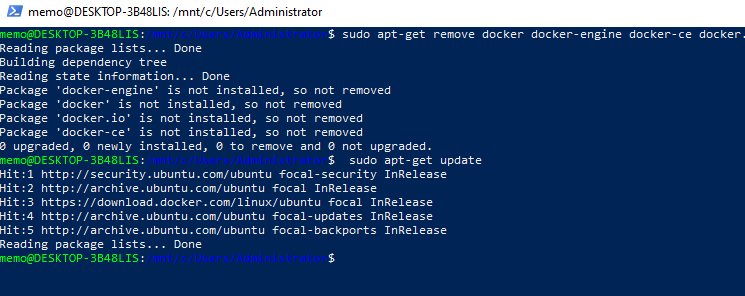 memo@DESKTOP-3B48LIS: /mnt/c/Users/Administrator
memo@DESKTOP-3B48LIS:/mnt/c/Users/Administrator$ sudo apt-get remove docker docker-engine docker-ce docker.
Reading package lists... Done
Building dependency tree
Reading state information... Done
Package 'docker-engine' is not installed, so not removed
Package 'docker' is not installed, so not removed
Package 'docker.io' is not installed, so not removed
Package 'docker-ce' is not installed, so not removed
0 upgraded, 0 newly installed, 0 to remove and 0 not upgraded.
memo@DESKTOP-3B48LIS:/mnt/c/Users/Administrator$  sudo apt-get update
Hit:1 http://security.ubuntu.com/ubuntu focal-security InRelease
Hit:2 http://archive.ubuntu.com/ubuntu focal InRelease
Hit:3 https://download.docker.com/linux/ubuntu focal InRelease
Hit:4 http://archive.ubuntu.com/ubuntu focal-updates InRelease
Hit:5 http://archive.ubuntu.com/ubuntu focal-backports InRelease
Reading package lists... Done
memo@DESKTOP-3B48LIS:/mnt/c/Users/Administrator$